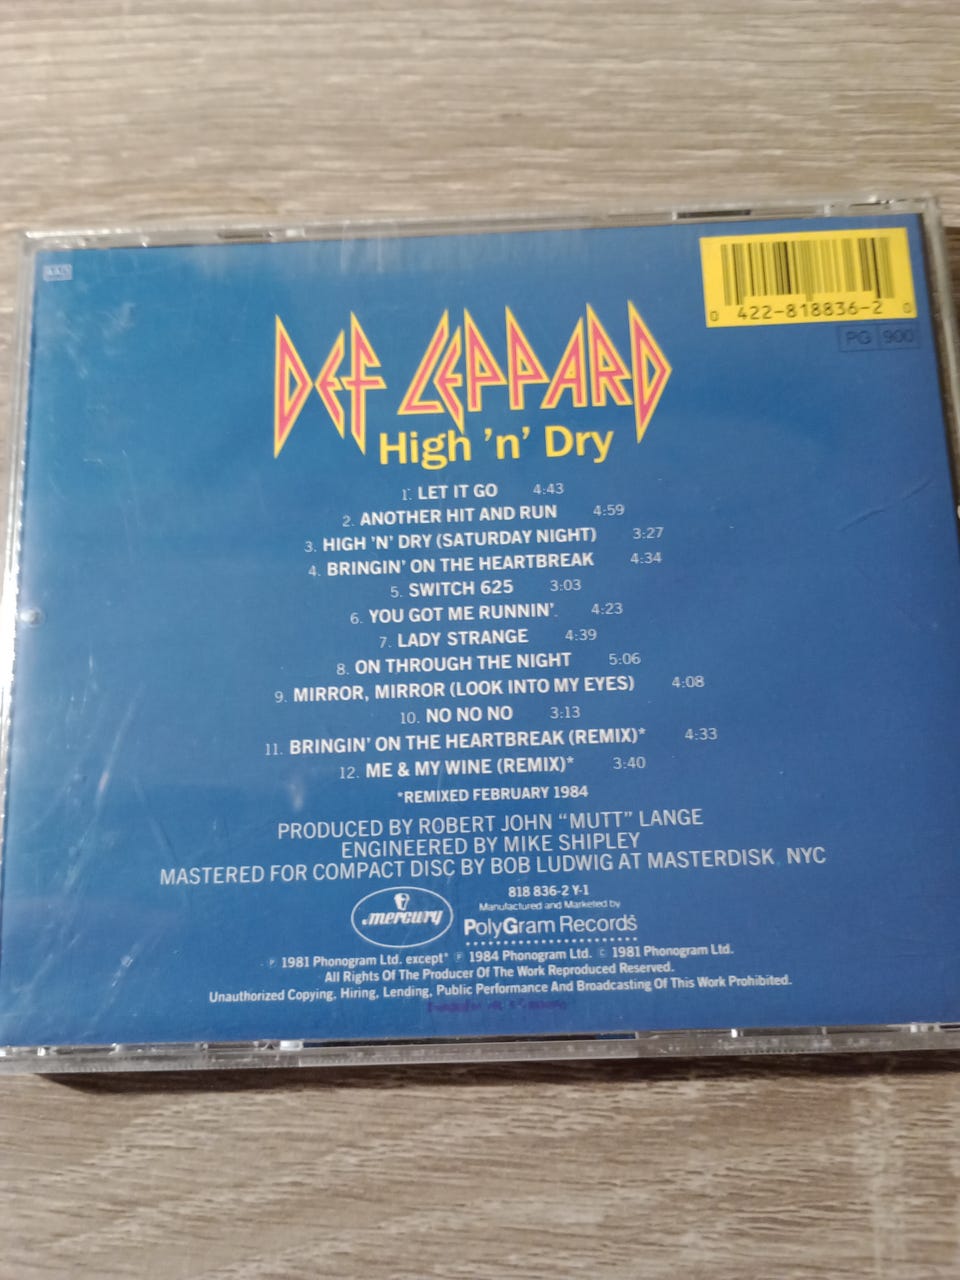 0 422-818836-2 0
PG 900
DEF LEPPARD
High 'n' Dry
1. LET IT GO 4:43
2. ANOTHER HIT AND RUN 4:59
3. HIGH 'N' DRY (SATURDAY NIGHT) 3:27
4. BRINGIN' ON THE HEARTBREAK 4:34
5. SWITCH 625 3:03
6. YOU GOT ME RUNNIN'. 4:23
7. LADY STRANGE 4:39
8. ON THROUGH THE NIGHT 5:06
9. MIRROR, MIRROR (LOOK INTO MY EYES) 4:08
10. NO NO NO 3:13
11. BRINGIN' ON THE HEARTBREAK (REMIX)* 4:33
12. ME & MY WINE (REMIX)* 3:40
*REMIXED FEBRUARY 1984
PRODUCED BY ROBERT JOHN "MUTT" LANGE
ENGINEERED BY MIKE SHIPLEY
MASTERED FOR COMPACT DISC BY BOB LUDWIG AT MASTERDISK NYC
818 836-2 Y-1
Manufactured and Marketed by
mercury PolyGram Records
℗ 1981 Phonogram Ltd. except* ℗ 1984 Phonogram Ltd. © 1981 Phonogram Ltd.
All Rights Of The Producer Of The Work Reproduced Reserved.
Unauthorized Copying, Hiring, Lending, Public Performance And Broadcasting Of This Work Prohibited.